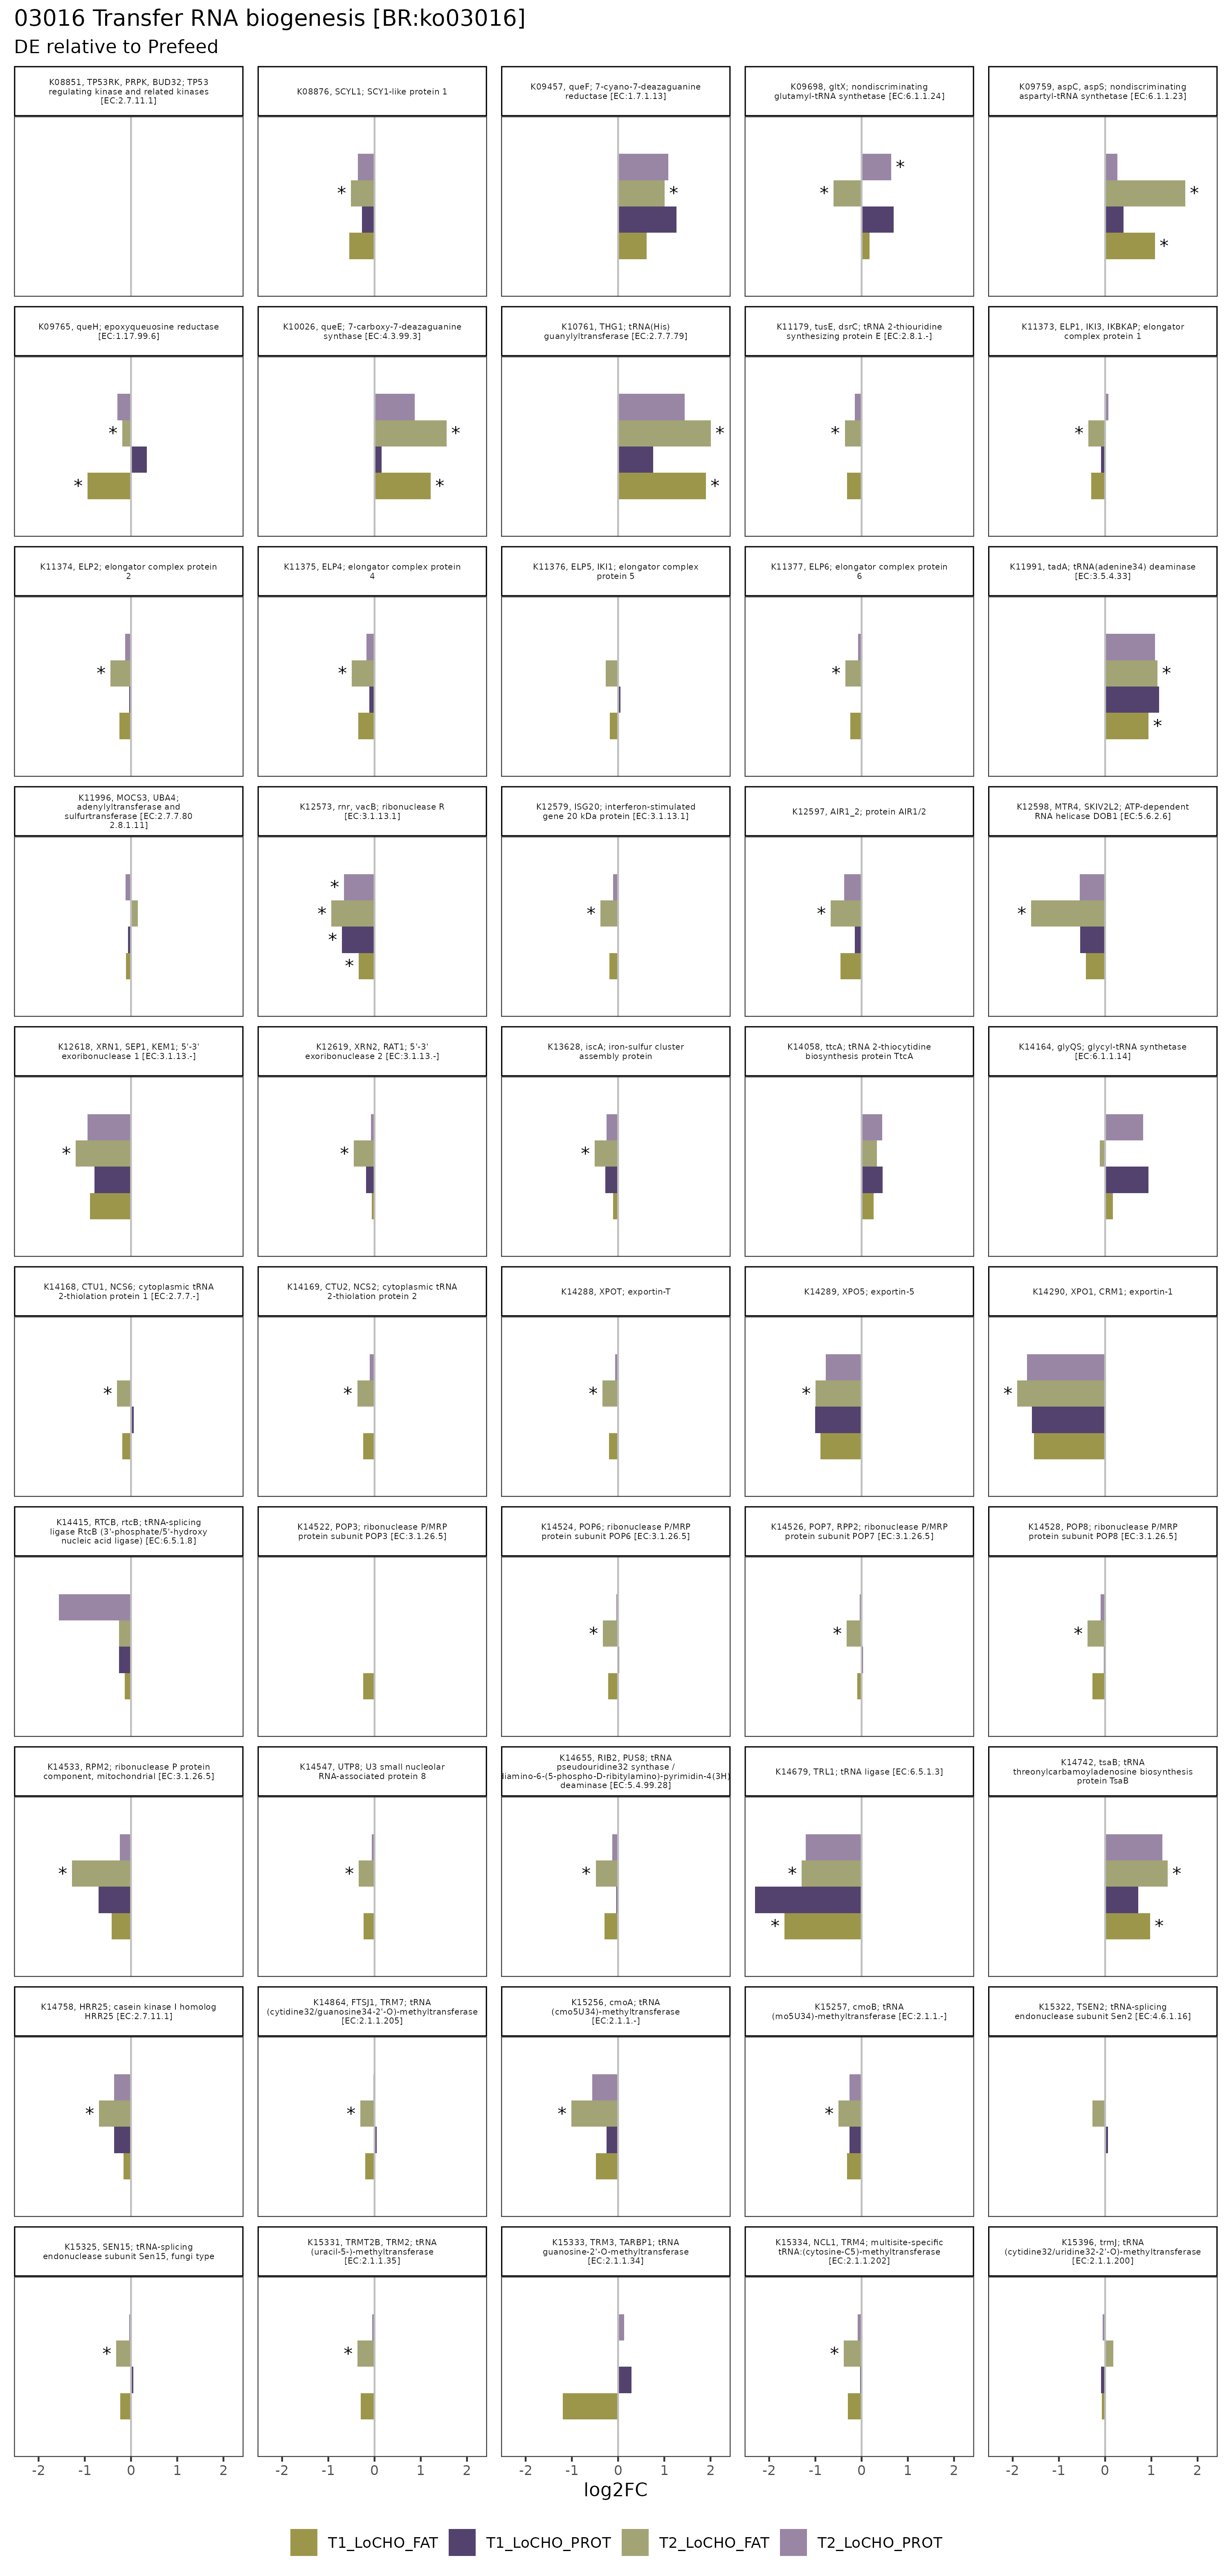 03016 Transfer RNA biogenesis [BR:ko03016]
DE relative to Prefeed
K08851, TP53RK, PRPK, BUD32; TP53
regulating kinase and related kinases
[EC:2.7.11.1]
K08876, SCYL1; SCY1-like protein 1
K09457, queF; 7-cyano-7-deazaguanine
reductase [EC:1.7.1.13]
K09698, gltX; nondiscriminating
glutamyl-tRNA synthetase [EC:6.1.1.24]
K09759, aspC, aspS; nondiscriminating
aspartyl-tRNA synthetase [EC:6.1.1.23]
*
*
*
*
*
*
K09765, queH; epoxyqueuosine reductase
[EC:1.17.99.6]
K10026, queE; 7-carboxy-7-deazaguanine
synthase [EC:4.3.99.3]
K10761, THG1; tRNA(His)
guanylyltransferase [EC:2.7.7.79]
K11179, tusE, dsrC; tRNA 2-thiouridine
synthesizing protein E [EC:2.8.1.-]
K11373, ELP1, IKI3, IKBKAP; elongator
complex protein 1
*
*
*
*
*
*
*
*
K11374, ELP2; elongator complex protein
2
K11375, ELP4; elongator complex protein
4
K11376, ELP5, IKI1; elongator complex
protein 5
K11377, ELP6; elongator complex protein
6
K11991, tadA; tRNA(adenine34) deaminase
[EC:3.5.4.33]
*
*
*
*
*
K11996, MOCS3, UBA4;
adenylyltransferase and
sulfurtransferase [EC:2.7.7.80
2.8.1.11]
K12573, rnr, vacB; ribonuclease R
[EC:3.1.13.1]
K12579, ISG20; interferon-stimulated
gene 20 kDa protein [EC:3.1.13.1]
K12597, AIR1_2; protein AIR1/2
K12598, MTR4, SKIV2L2; ATP-dependent
RNA helicase DOB1 [EC:5.6.2.6]
*
*
*
*
*
*
*
K12618, XRN1, SEP1, KEM1; 5'-3'
exoribonuclease 1 [EC:3.1.13.-]
K12619, XRN2, RAT1; 5'-3'
exoribonuclease 2 [EC:3.1.13.-]
K13628, iscA; iron-sulfur cluster
assembly protein
K14058, ttcA; tRNA 2-thiocytidine
biosynthesis protein TtcA
K14164, glyQS; glycyl-tRNA synthetase
[EC:6.1.1.14]
*
*
*
K14168, CTU1, NCS6; cytoplasmic tRNA
2-thiolation protein 1 [EC:2.7.7.-]
K14169, CTU2, NCS2; cytoplasmic tRNA
2-thiolation protein 2
K14288, XPOT; exportin-T
K14289, XPO5; exportin-5
K14290, XPO1, CRM1; exportin-1
*
*
*
*
*
K14415, RTCB, rtcB; tRNA-splicing
ligase RtcB (3'-phosphate/5'-hydroxy
nucleic acid ligase) [EC:6.5.1.8]
K14522, POP3; ribonuclease P/MRP
protein subunit POP3 [EC:3.1.26.5]
K14524, POP6; ribonuclease P/MRP
protein subunit POP6 [EC:3.1.26.5]
K14526, POP7, RPP2; ribonuclease P/MRP
protein subunit POP7 [EC:3.1.26.5]
K14528, POP8; ribonuclease P/MRP
protein subunit POP8 [EC:3.1.26.5]
*
*
*
K14533, RPM2; ribonuclease P protein
component, mitochondrial [EC:3.1.26.5]
K14547, UTP8; U3 small nucleolar
RNA-associated protein 8
K14655, RIB2, PUS8; tRNA
pseudouridine32 synthase /
diamino-6-(5-phospho-D-ribitylamino)-pyrimidin-4(3H)
deaminase [EC:5.4.99.28]
K14679, TRL1; tRNA ligase [EC:6.5.1.3]
K14742, tsaB; tRNA
threonylcarbamoyladenosine biosynthesis
protein TsaB
*
*
*
*
*
*
*
K14758, HRR25; casein kinase I homolog
HRR25 [EC:2.7.11.1]
K14864, FTSJ1, TRM7; tRNA
(cytidine32/guanosine34-2'-O)-methyltransferase
[EC:2.1.1.205]
K15256, cmoA; tRNA
(cmo5U34)-methyltransferase
[EC:2.1.1.-]
K15257, cmoB; tRNA
(mo5U34)-methyltransferase [EC:2.1.1.-]
K15322, TSEN2; tRNA-splicing
endonuclease subunit Sen2 [EC:4.6.1.16]
*
*
*
*
K15325, SEN15; tRNA-splicing
endonuclease subunit Sen15, fungi type
K15331, TRMT2B, TRM2; tRNA
(uracil-5-)-methyltransferase
[EC:2.1.1.35]
K15333, TRM3, TARBP1; tRNA
guanosine-2'-O-methyltransferase
[EC:2.1.1.34]
K15334, NCL1, TRM4; multisite-specific
tRNA:(cytosine-C5)-methyltransferase
[EC:2.1.1.202]
K15396, trmJ; tRNA
(cytidine32/uridine32-2'-O)-methyltransferase
[EC:2.1.1.200]
*
*
*
-2 -1 0 1 2 -2 -1 0 1 2 -2 -1 0 1 2 -2 -1 0 1 2 -2 -1 0 1 2
log2FC
T1_LoCHO_FAT T1_LoCHO_PROT T2_LoCHO_FAT T2_LoCHO_PROT